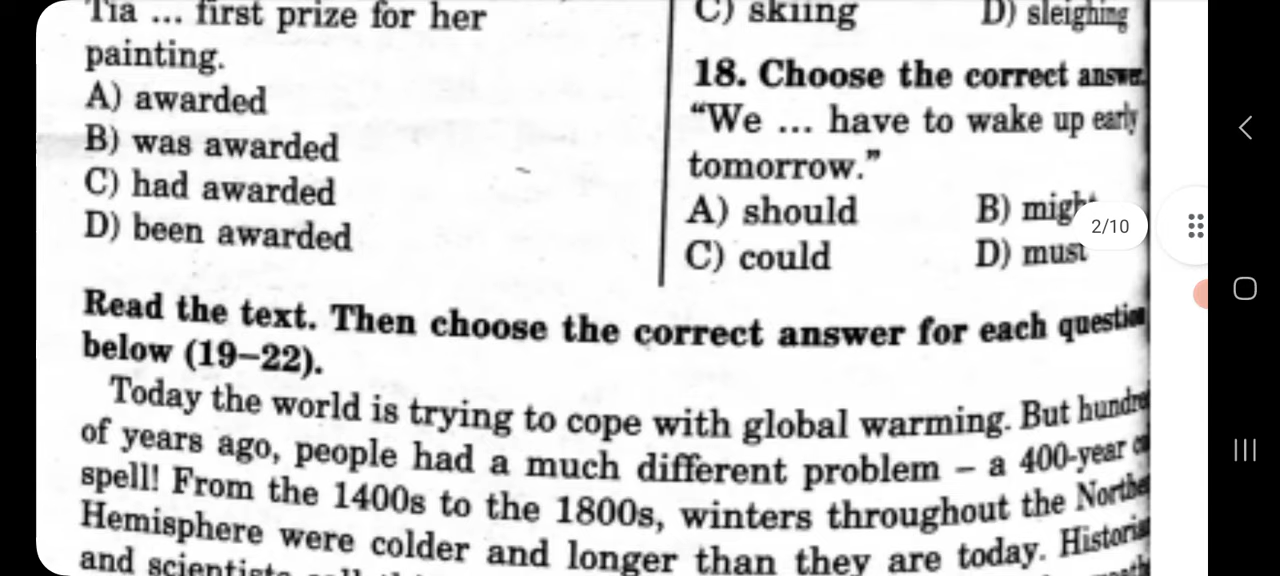 Tia ... first prize for her
painting.
A) awarded
B) was awarded
C) had awarded
D) been awarded
C) skiing
D) sleighing
18. Choose the correct
"We ... have to wake up early
tomorrow."
A) should
B)
C) could
D) must
2/10
Read the text. Then choose the correct answer for each
below (19–22).
Today the world is trying to cope with global warming. But
of years ago, people had a much different problem – a 400-year
spell! From the 1400s to the 1800s, winters throughout the
Hemisphere were colder and longer than they are today.
and